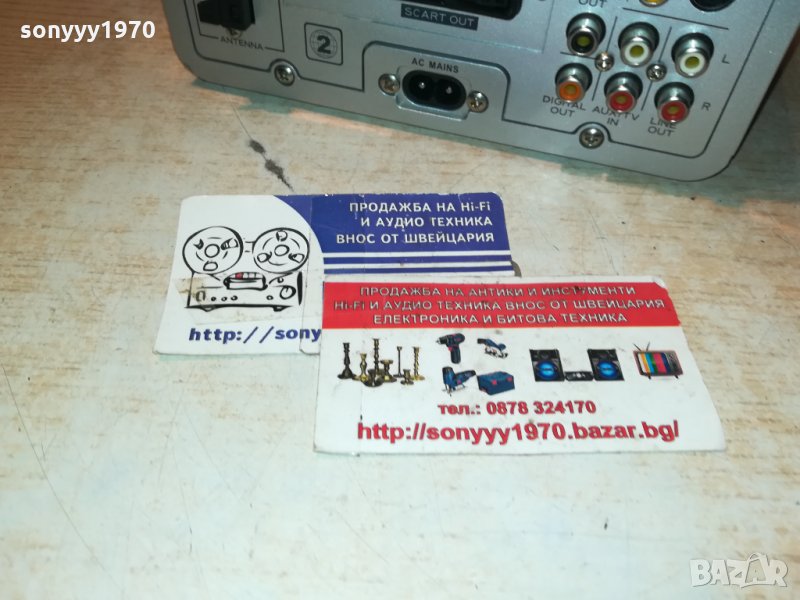 sonyyy1970
SCART OUT
OUT
L
ANTENNA
2
AC MAINS
DIGITAL OUT
AUX/TV IN
LINE OUT
R
ПРОДАЖБА НА Hi-Fi
И АУДИО ТЕХНИКА
ВНОС ОТ ШВЕЙЦАРИЯ
http://sony
ПРОДАЖБА НА АНТИКИ И ИНСТРУМЕНТИ
Hi-Fi И АУДИО ТЕХНИКА ВНОС ОТ ШВЕЙЦАРИЯ
ЕЛЕКТРОНИКА И БИТОВА ТЕХНИКА
тел.: 0878 324170
http://sonyyy1970.bazar.bg/
BAZAR